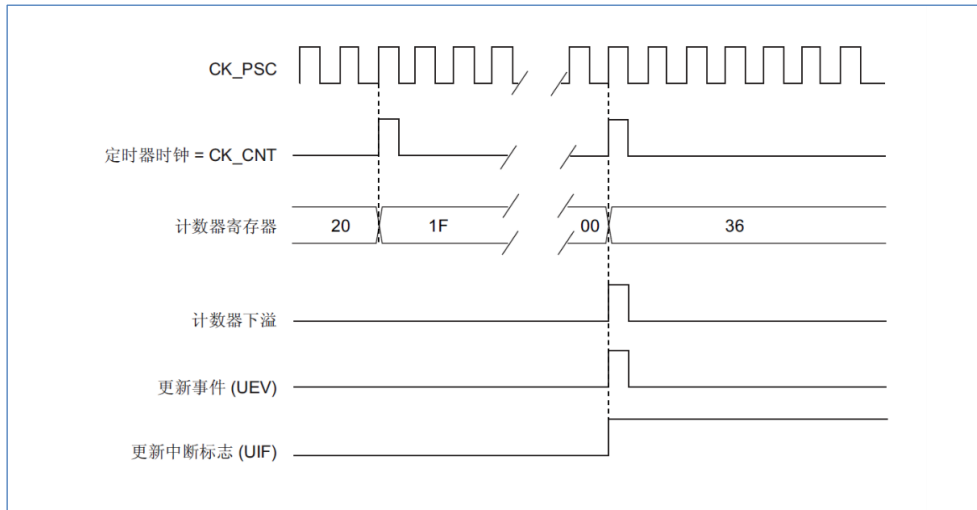 CK_PSC
定时器时钟 = CK_CNT
计数器寄存器 20 1F 00 36
计数器下溢
更新事件 (UEV)
更新中断标志 (UIF)